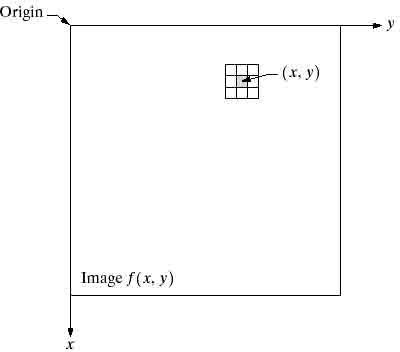 Origin
y
(x, y)
Image f(x, y)
x